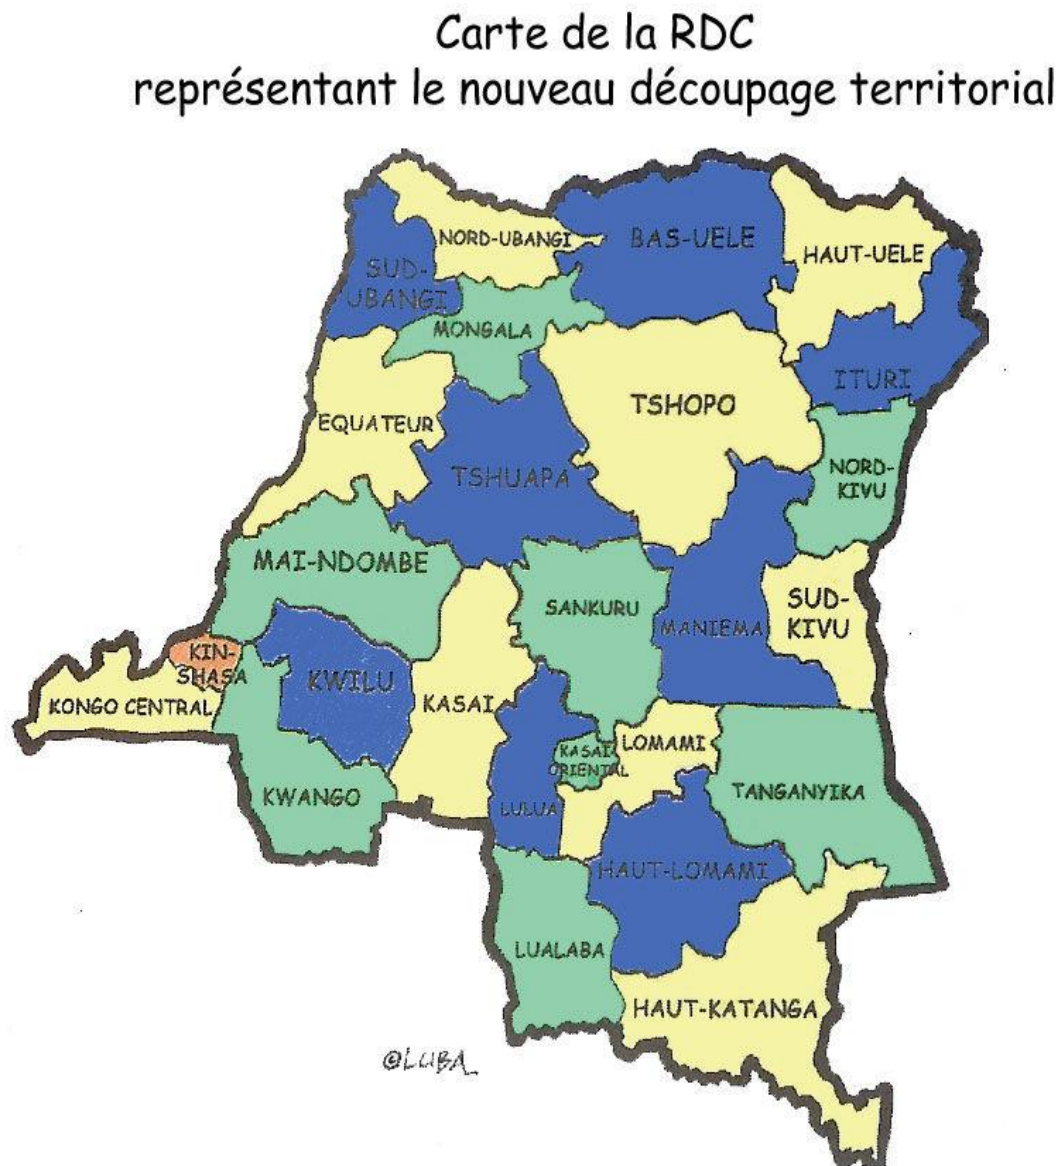 Carte de la RDC
représentant le nouveau découpage territorial
NORD-UBANGI
BAS-UELE
HAUT-UELE
SUD-
UBANGI
MONGALA
ITURI
TSHOPO
EQUATEUR
TSHUAPA
NORD-
KIVU
MAI-NDOMBE
SANKURU
MANIEMA
SUD-
KIVU
KIN-
SHASA
KWILU
KASAI
KONGO CENTRAL
LOMAMI
KASAI
ORIENTAL
KWANGO
LULUA
TANGANYIKA
HAUT-LOMAMI
LUALABA
HAUT-KATANGA
©LUBA